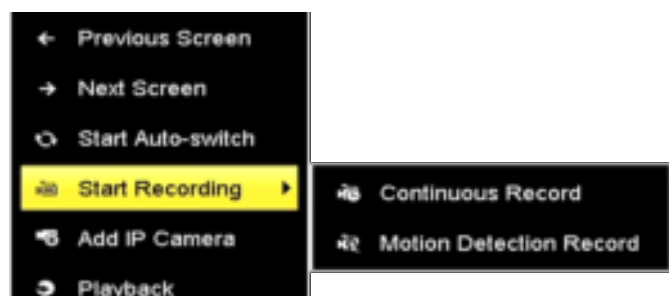 Previous Screen
Next Screen
Start Auto-switch
Start Recording
Continuous Record
Add IP Camera
Motion Detection Record
Playback